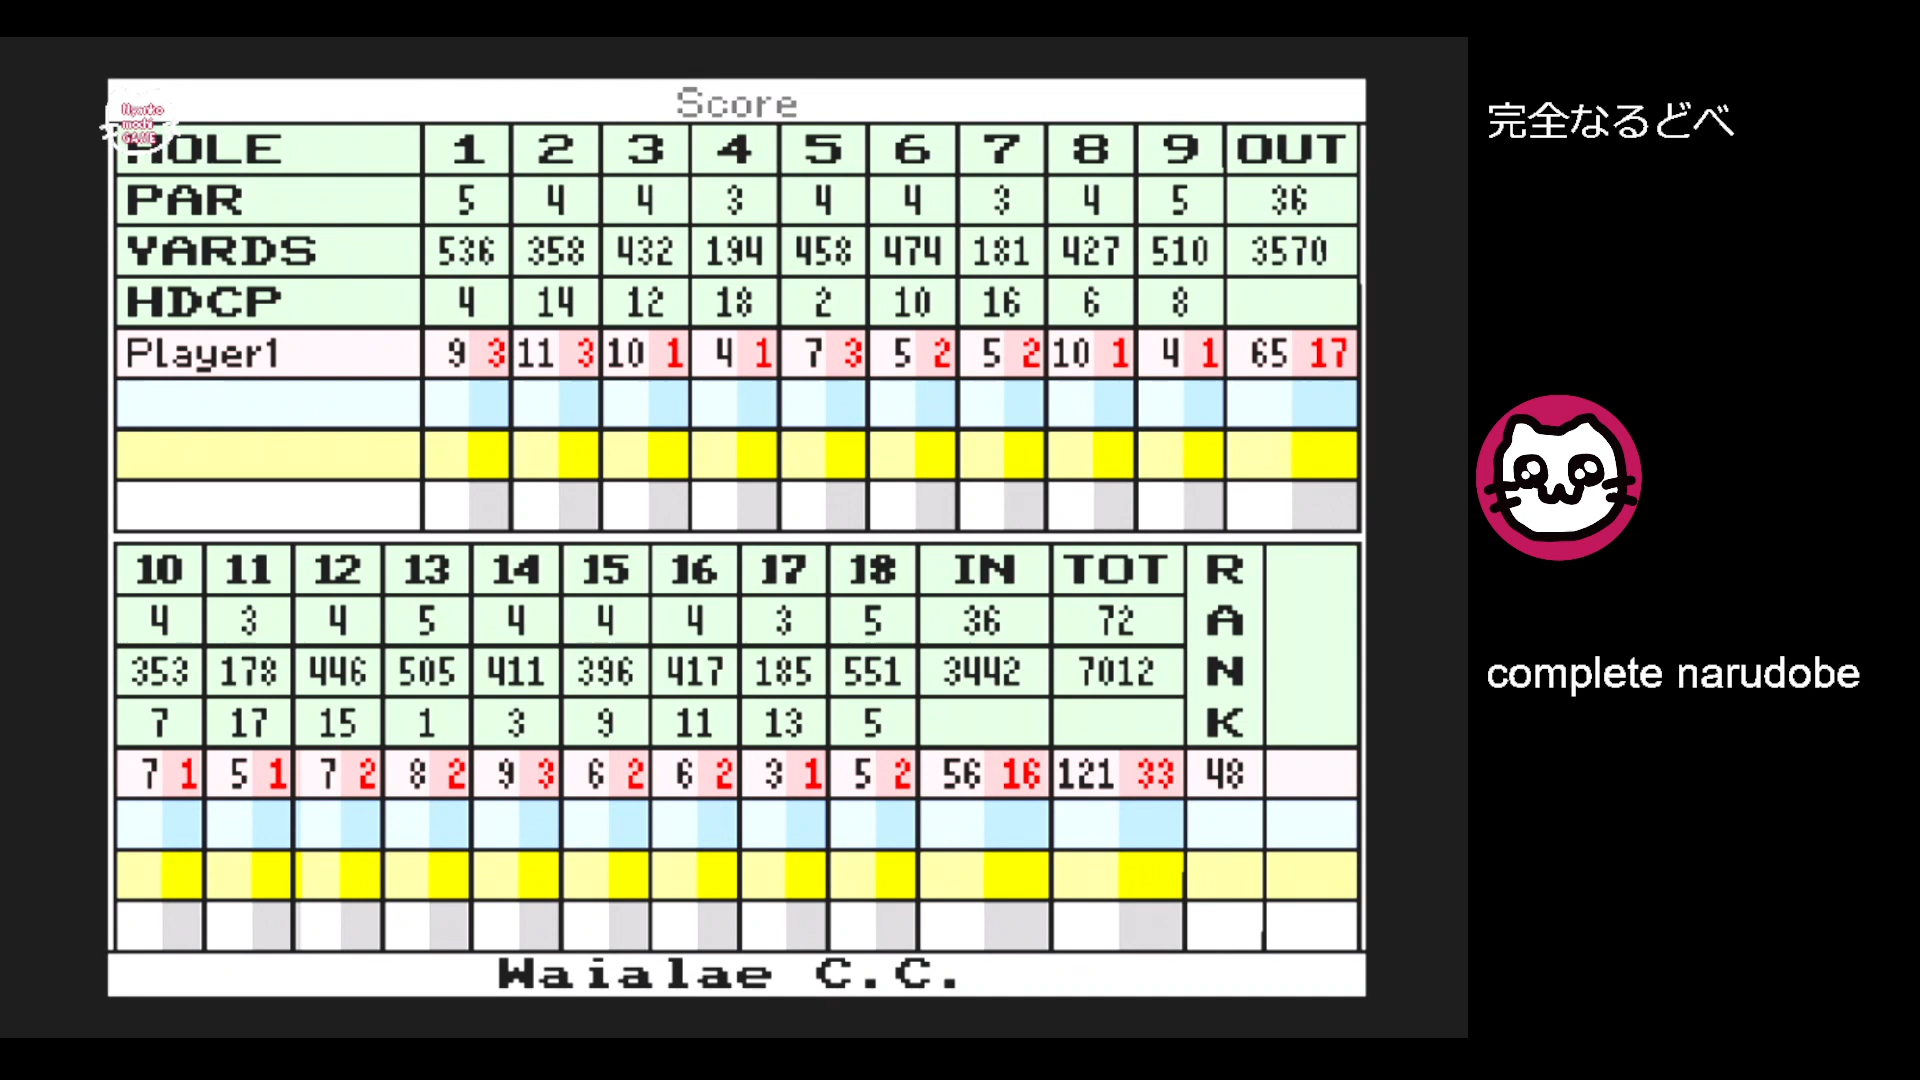 Score
Nyanko
mochi
GAME
HOLE 1 2 3 4 5 6 7 8 9 OUT
PAR 5 4 4 3 4 4 3 4 5 36
YARDS 536 358 432 194 458 474 181 427 510 3570
HDCP 4 14 12 18 2 10 16 6 8
Player1 9 3 11 3 10 1 4 1 7 3 5 2 5 2 10 1 4 1 65 17
10 11 12 13 14 15 16 17 18 IN TOT RANK
4 3 4 5 4 4 4 3 5 36 72
353 178 446 505 411 396 417 185 551 3442 7012
7 17 15 1 3 9 11 13 5
7 1 5 1 7 2 8 2 9 3 6 2 6 2 3 1 5 2 56 16 121 33 48
Waialae C.C.
完全なるどべ
complete narudobe